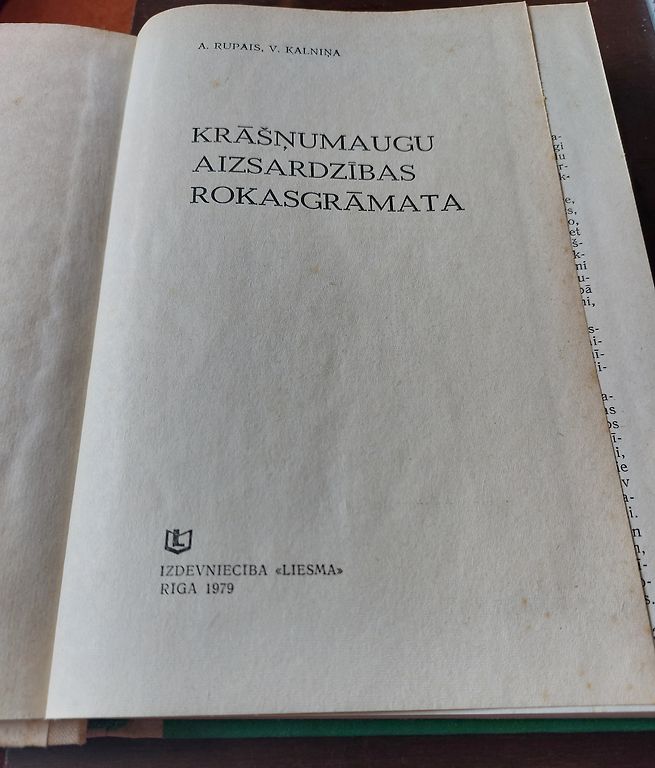 A. RUPAIS, V. KALNIŅA
KRĀŠŅUMAUGU
AIZSARDZĪBAS
ROKASGRĀMATA
IZDEVNIECĪBA «LIESMA»
RĪGA 1979